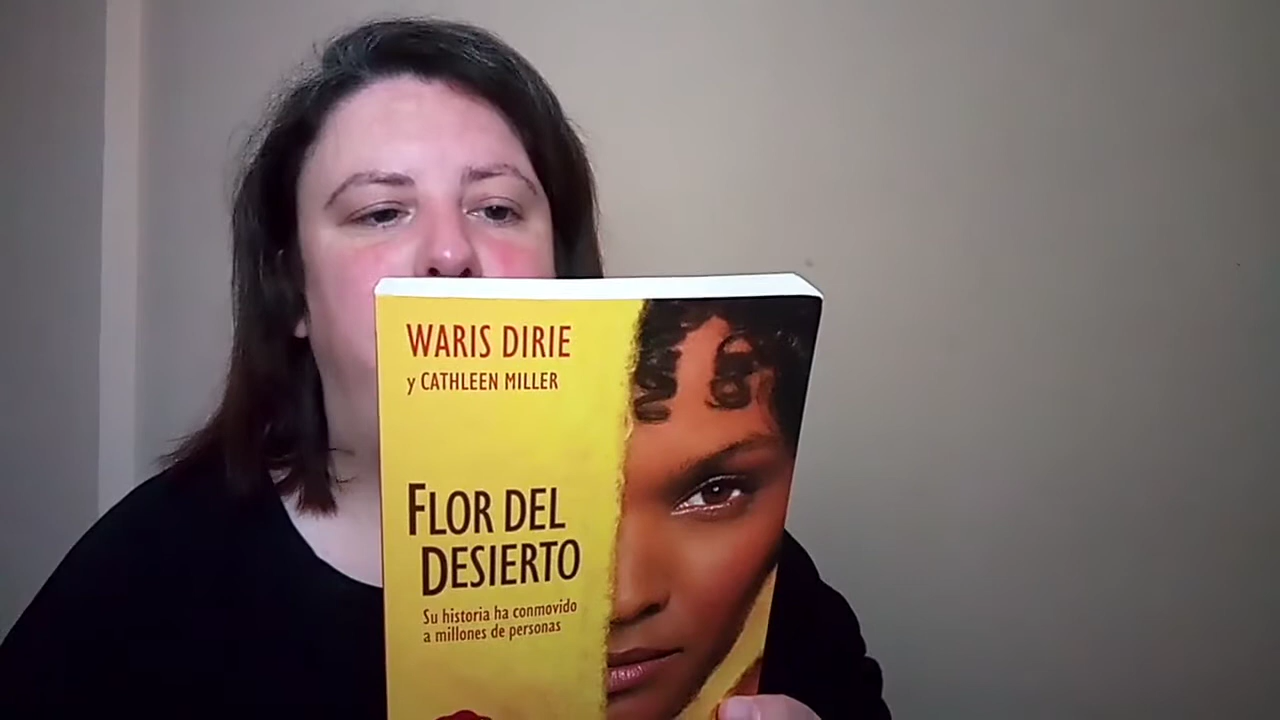 WARIS DIRIE
y CATHLEEN MILLER
FLOR DEL
DESIERTO
Su historia ha conmovido
a millones de personas